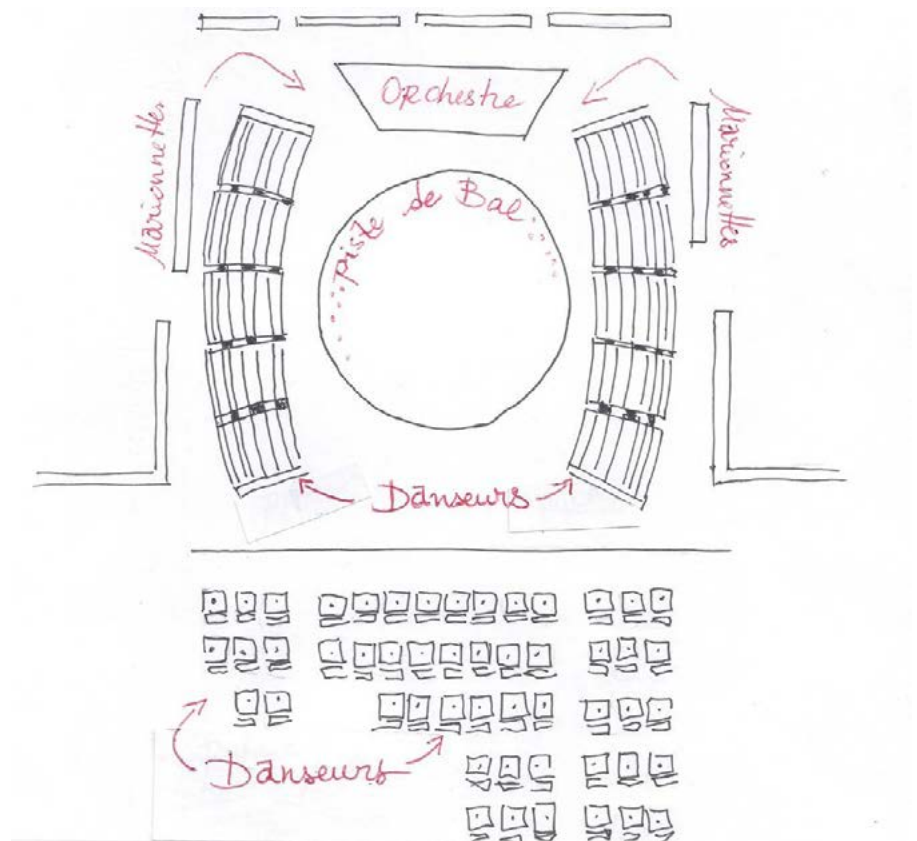 Orchestre
Marionnettes
Marionnettes
piste de Bal
Danseurs
Danseurs